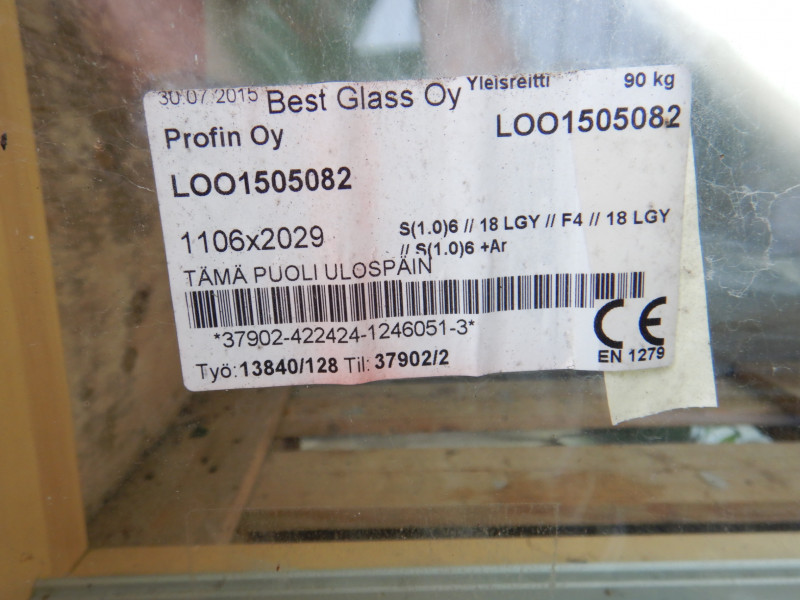 30.07.2015 Best Glass Oy Yleisreitti 90 kg
Profin Oy LOO1505082
LOO1505082
1106x2029 S(1.0)6 // 18 LGY // F4 // 18 LGY
// S(1.0)6 +Ar
TÄMÄ PUOLI ULOSPÄIN
*37902-422424-1246051-3*
CE
EN 1279
Työ:13840/128 Til: 37902/2